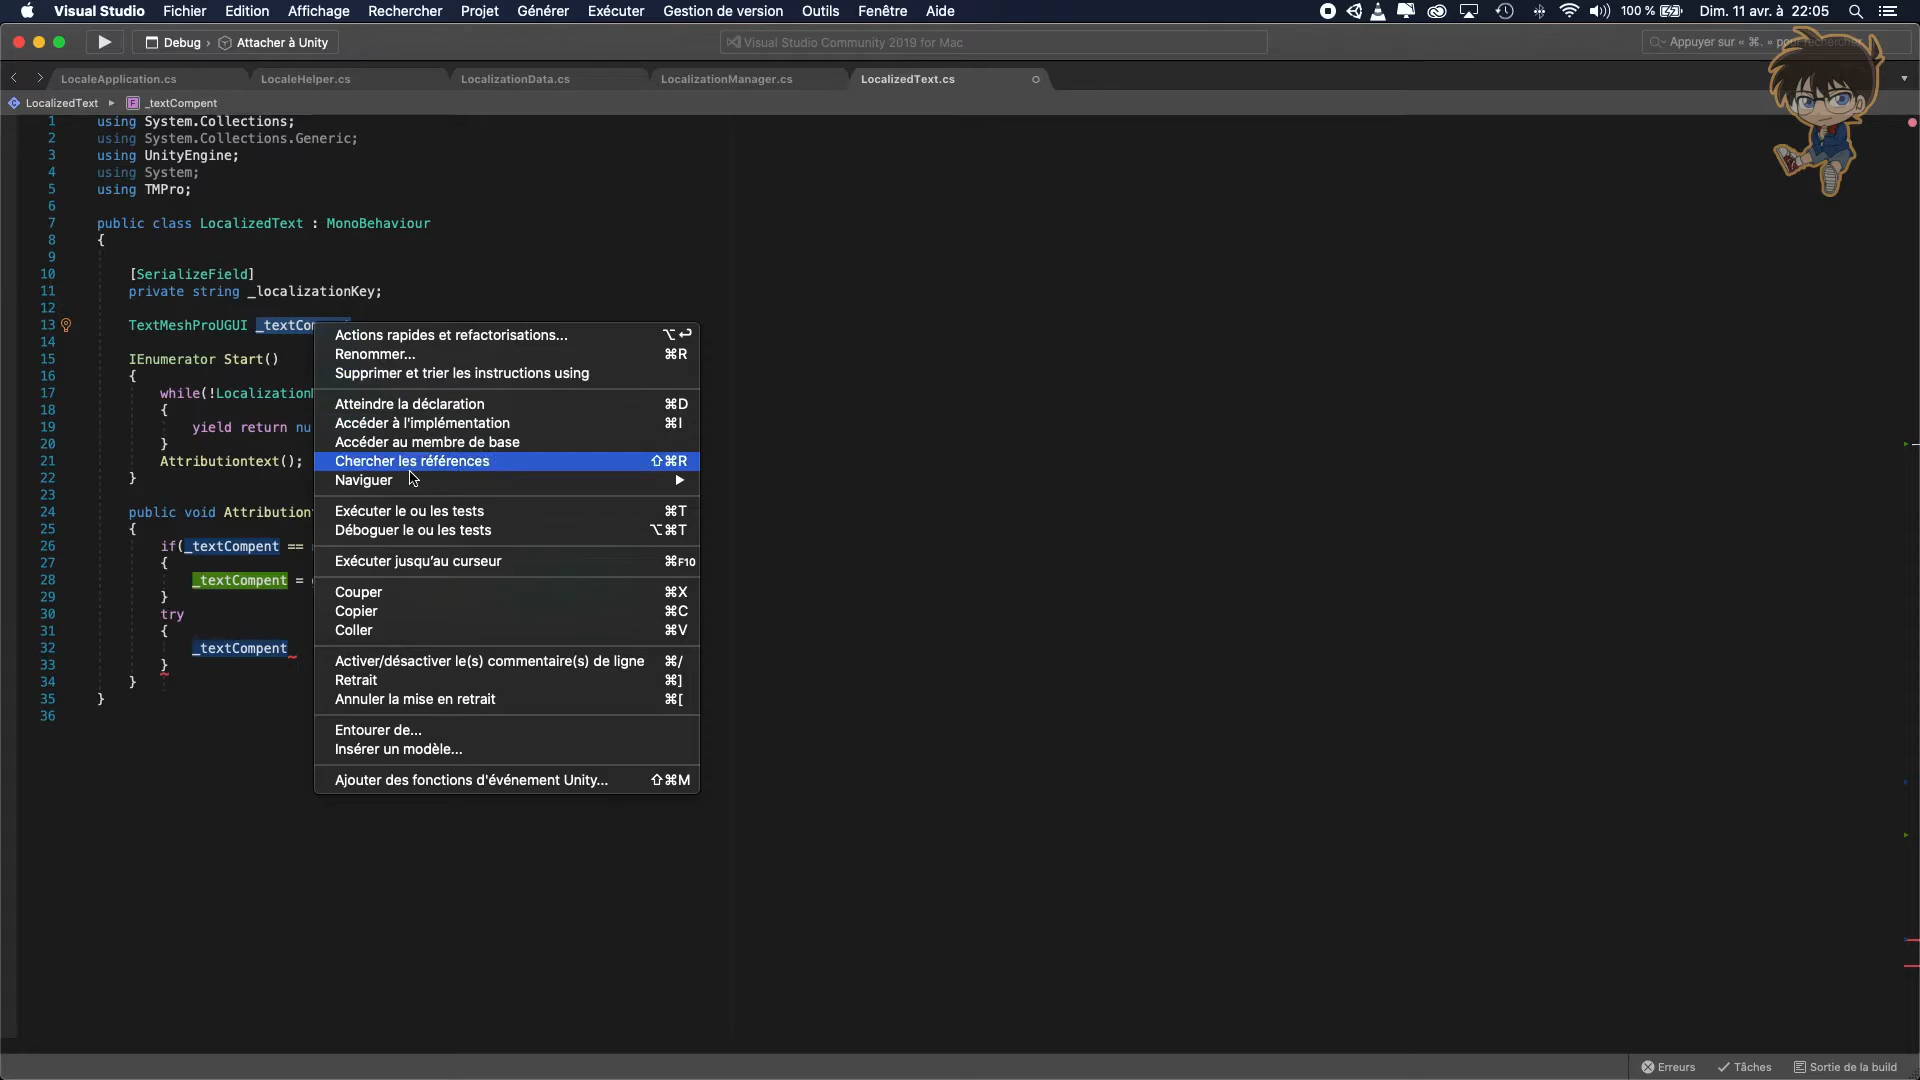 Visual Studio Fichier Edition Affichage Rechercher Projet Générer Exécuter Gestion de version Outils Fenêtre Aide 100 % Dim. 11 avr. à 22:05
Debug › Attacher à Unity Visual Studio Community 2019 for Mac Appuyer sur « ⌘. » pour rechercher
LocaleApplication.cs LocaleHelper.cs LocalizationData.cs LocalizationManager.cs LocalizedText.cs
LocalizedText ▸ _textCompent
1 using System.Collections;
2 using System.Collections.Generic;
3 using UnityEngine;
4 using System;
5 using TMPro;
6
7 public class LocalizedText : MonoBehaviour
8 {
9
10 [SerializeField]
11 private string _localizationKey;
12
13 TextMeshProUGUI _textCo
14
15 IEnumerator Start()
16 {
17 while(!Localization
18 {
19 yield return nu
20 }
21 Attributiontext();
22 }
23
24 public void Attribution
25 {
26 if(_textCompent ==
27 {
28 _textCompent =
29 }
30 try
31 {
32 _textCompent
33 }
34 }
35 }
36
Actions rapides et refactorisations... ⌥↩
Renommer... ⌘R
Supprimer et trier les instructions using
Atteindre la déclaration ⌘D
Accéder à l'implémentation ⌘I
Accéder au membre de base
Chercher les références ⇧⌘R
Naviguer ▶
Exécuter le ou les tests ⌘T
Déboguer le ou les tests ⌥⌘T
Exécuter jusqu'au curseur ⌘F10
Couper ⌘X
Copier ⌘C
Coller ⌘V
Activer/désactiver le(s) commentaire(s) de ligne ⌘/
Retrait ⌘]
Annuler la mise en retrait ⌘[
Entourer de...
Insérer un modèle...
Ajouter des fonctions d'événement Unity... ⇧⌘M
Erreurs Tâches Sortie de la build